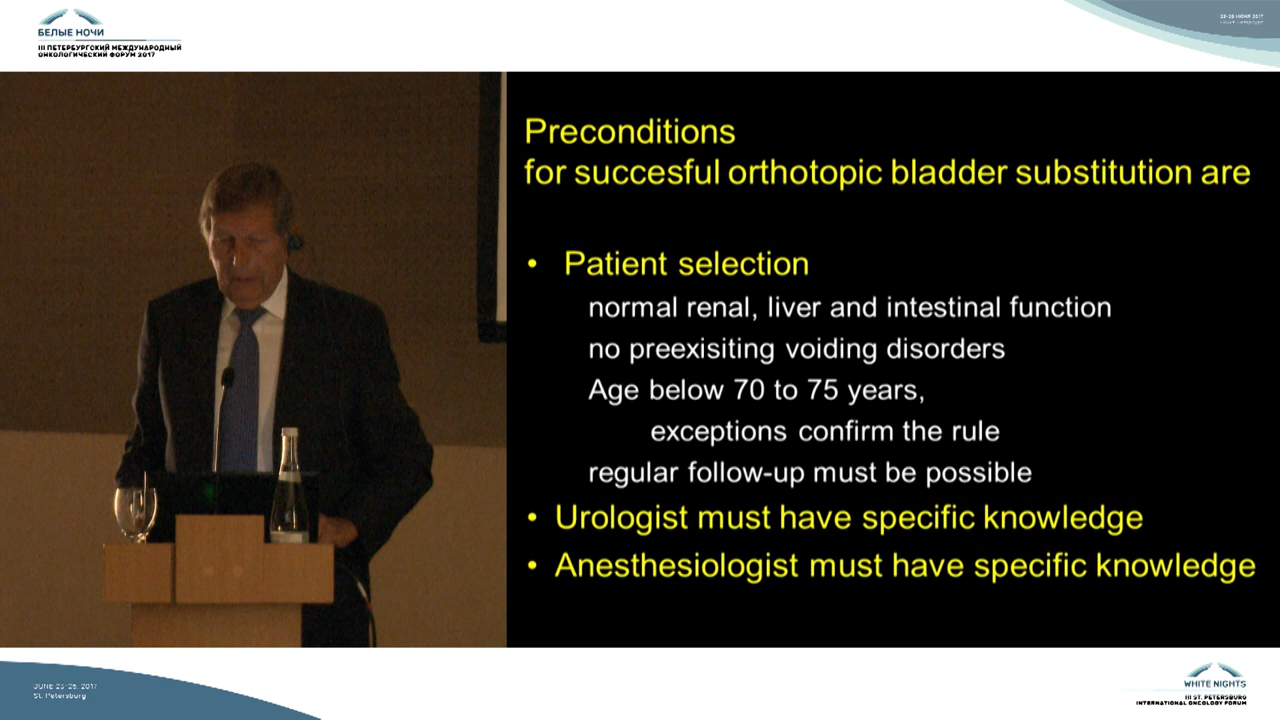 БЕЛЫЕ НОЧИ
III ПЕТЕРБУРГСКИЙ МЕЖДУНАРОДНЫЙ
ОНКОЛОГИЧЕСКИЙ ФОРУМ 2017
Preconditions
for succesful orthotopic bladder substitution are
• Patient selection
normal renal, liver and intestinal function
no preexisiting voiding disorders
Age below 70 to 75 years,
exceptions confirm the rule
regular follow-up must be possible
• Urologist must have specific knowledge
• Anesthesiologist must have specific knowledge
2017
St. Petersburg
WHITE NIGHTS
III ST. PETERSBURG
INTERNATIONAL ONCOLOGY FORUM